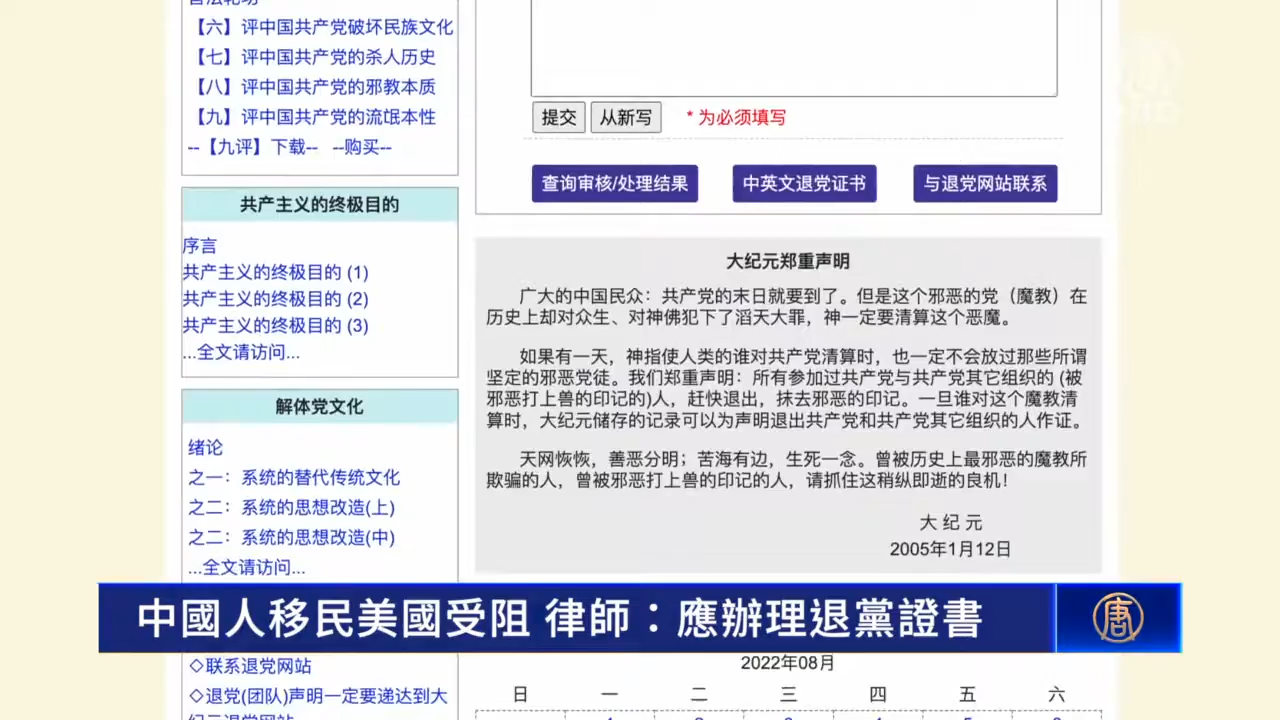 【六】评中国共产党破坏民族文化
【七】评中国共产党的杀人历史
【八】评中国共产党的邪教本质
【九】评中国共产党的流氓本性
--【九评】下载-- --购买--
共产主义的终极目的
序言
共产主义的终极目的 (1)
共产主义的终极目的 (2)
共产主义的终极目的 (3)
...全文请访问...
解体党文化
绪论
之一：系统的替代传统文化
之二：系统的思想改造(上)
之二：系统的思想改造(中)
...全文请访问...
◇联系退党网站
◇退党(团队)声明一定要递达到大
提交 从新写 * 为必须填写
查询审核/处理结果 中英文退党证书 与退党网站联系
大纪元郑重声明
广大的中国民众：共产党的末日就要到了。但是这个邪恶的党（魔教）在
历史上却对众生、对神佛犯下了滔天大罪，神一定要清算这个恶魔。
如果有一天，神指使人类的谁对共产党清算时，也一定不会放过那些所谓
坚定的邪恶党徒。我们郑重声明：所有参加过共产党与共产党其它组织的 (被
邪恶打上兽的印记的)人，赶快退出，抹去邪恶的印记。一旦谁对这个魔教清
算时，大纪元储存的记录可以为声明退出共产党和共产党其它组织的人作证。
天网恢恢，善恶分明；苦海有边，生死一念。曾被历史上最邪恶的魔教所
欺骗的人，曾被邪恶打上兽的印记的人，请抓住这稍纵即逝的良机！
大 纪 元
2005年1月12日
中國人移民美國受阻 律師：應辦理退黨證書
唐
2022年08月
日 一 二 三 四 五 六